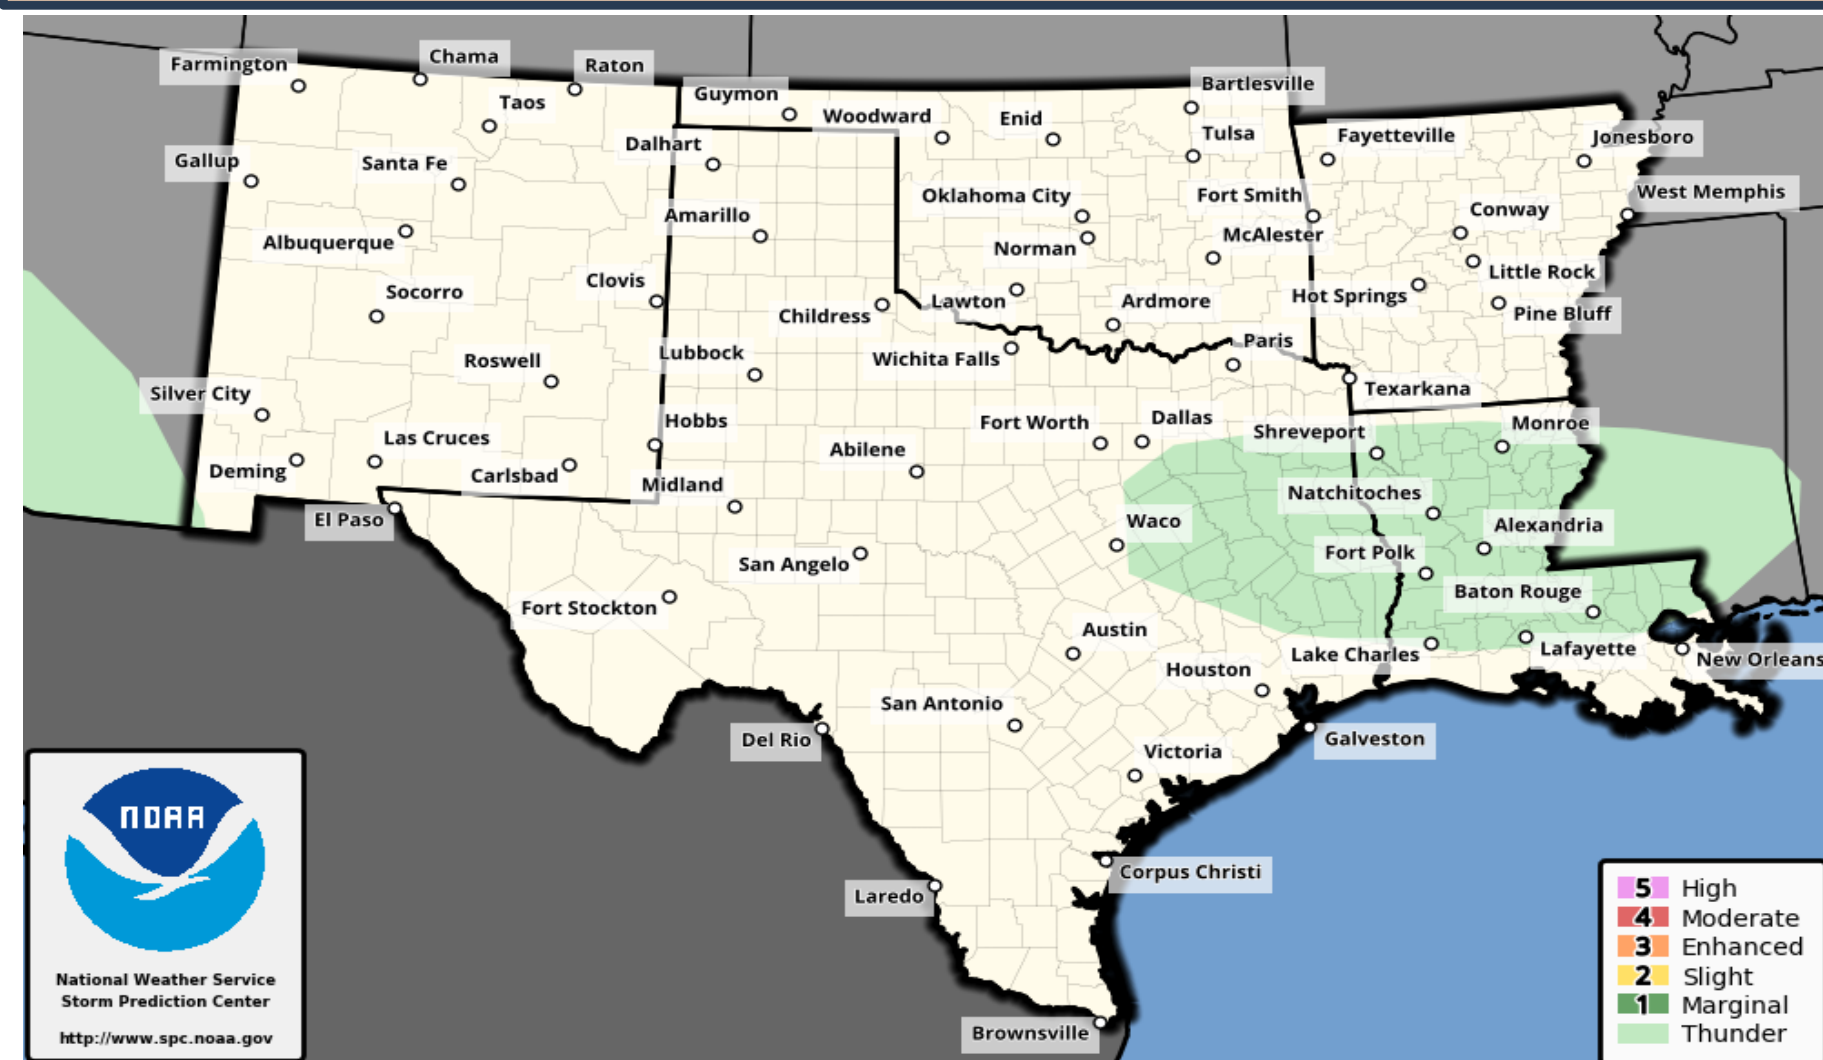 Farmington
Chama
Raton
Taos
Guymon
Woodward
Enid
Bartlesville
Tulsa
Fayetteville
Jonesboro
Dalhart
Gallup
Santa Fe
Oklahoma City
Fort Smith
West Memphis
Amarillo
Conway
Albuquerque
Norman
McAlester
Clovis
Socorro
Little Rock
Lawton
Ardmore
Hot Springs
Childress
Pine Bluff
Paris
Roswell
Lubbock
Wichita Falls
Silver City
Texarkana
Hobbs
Fort Worth
Dallas
Shreveport
Monroe
Las Cruces
Abilene
Deming
Carlsbad
Midland
Natchitoches
El Paso
Waco
Alexandria
San Angelo
Fort Polk
Fort Stockton
Baton Rouge
Austin
Lake Charles
Lafayette
New Orleans
Houston
San Antonio
Del Rio
Victoria
Galveston
Corpus Christi
Laredo
Brownsville
NOAA
National Weather Service
Storm Prediction Center
http://www.spc.noaa.gov
5 High
4 Moderate
3 Enhanced
2 Slight
1 Marginal
Thunder